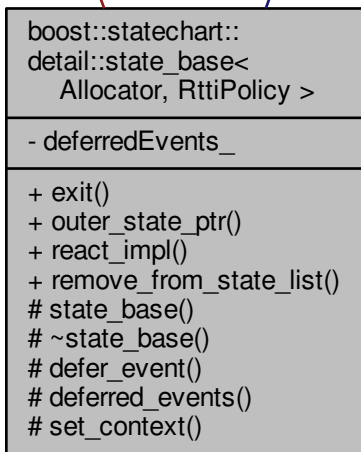 boost::statechart::
detail::state_base<
Allocator, RttiPolicy >
- deferredEvents_
+ exit()
+ outer_state_ptr()
+ react_impl()
+ remove_from_state_list()
# state_base()
# ~state_base()
# defer_event()
# deferred_events()
# set_context()